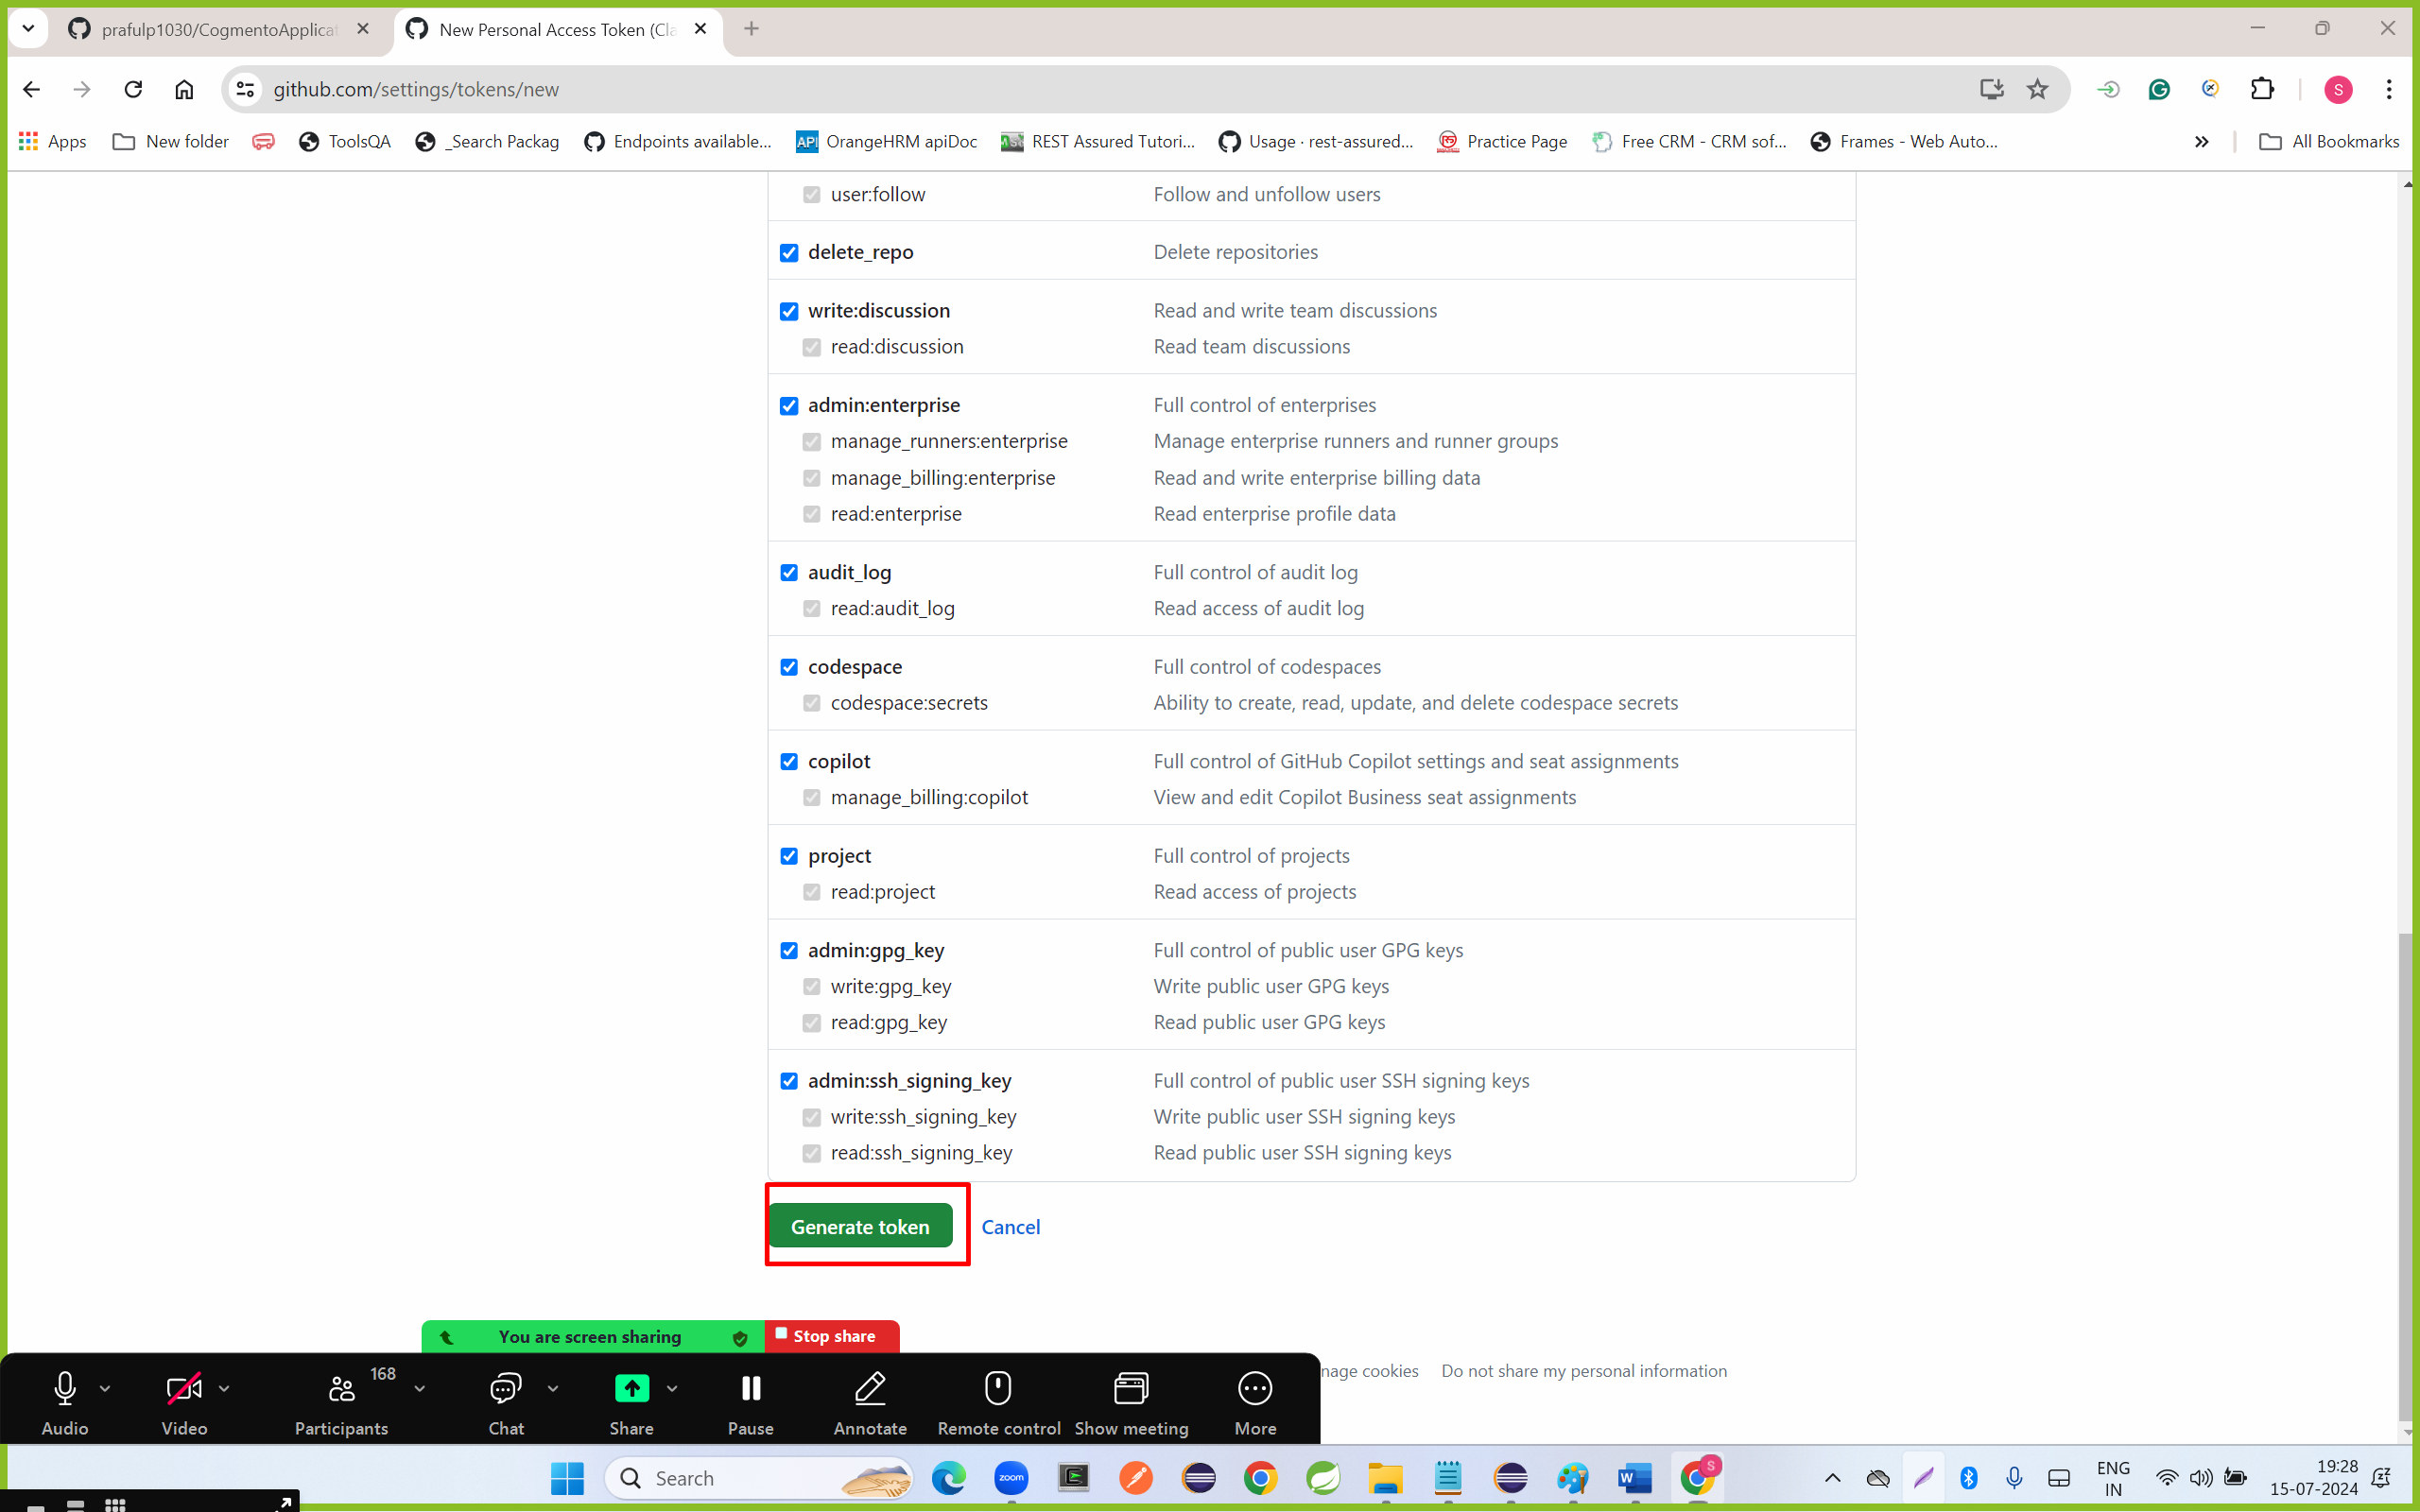 prafulp1030/CogmentoApplica
New Personal Access Token (Cla
github.com/settings/tokens/new
S
Apps
New folder
ToolsQA
_Search Packag
Endpoints available...
API
OrangeHRM apiDoc
REST Assured Tutori...
Usage · rest-assured...
Practice Page
Free CRM - CRM sof...
Frames - Web Auto...
All Bookmarks
user:follow Follow and unfollow users
delete_repo Delete repositories
write:discussion Read and write team discussions
read:discussion Read team discussions
admin:enterprise Full control of enterprises
manage_runners:enterprise Manage enterprise runners and runner groups
manage_billing:enterprise Read and write enterprise billing data
read:enterprise Read enterprise profile data
audit_log Full control of audit log
read:audit_log Read access of audit log
codespace Full control of codespaces
codespace:secrets Ability to create, read, update, and delete codespace secrets
copilot Full control of GitHub Copilot settings and seat assignments
manage_billing:copilot View and edit Copilot Business seat assignments
project Full control of projects
read:project Read access of projects
admin:gpg_key Full control of public user GPG keys
write:gpg_key Write public user GPG keys
read:gpg_key Read public user GPG keys
admin:ssh_signing_key Full control of public user SSH signing keys
write:ssh_signing_key Write public user SSH signing keys
read:ssh_signing_key Read public user SSH signing keys
Generate token Cancel
You are screen sharing Stop share
nage cookies Do not share my personal information
168
Audio Video Participants Chat Share Pause Annotate Remote control Show meeting More
Search
zoom
W
S
ENG
IN
19:28
15-07-2024